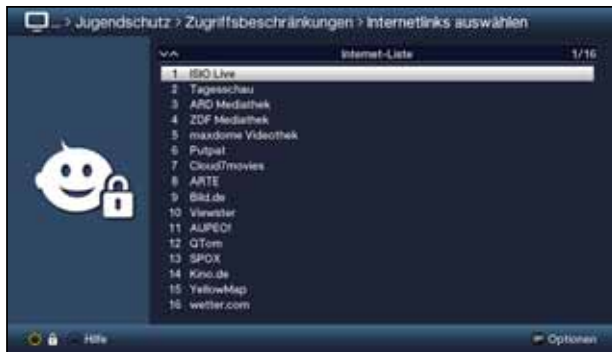 ... > Jugendschutz > Zugriffsbeschränkungen > Internetlinks auswählen
Internet-Liste 1/16
1 ISIO Live
2 Tagesschau
3 ARD Mediathek
4 ZDF Mediathek
5 maxdome Videothek
6 Putpat
7 Cloud7movies
8 ARTE
9 Bild.de
10 Viewster
11 AUPEO!
12 QTom
13 SPOX
14 Kino.de
15 YellowMap
16 wetter.com
Hilfe Optionen